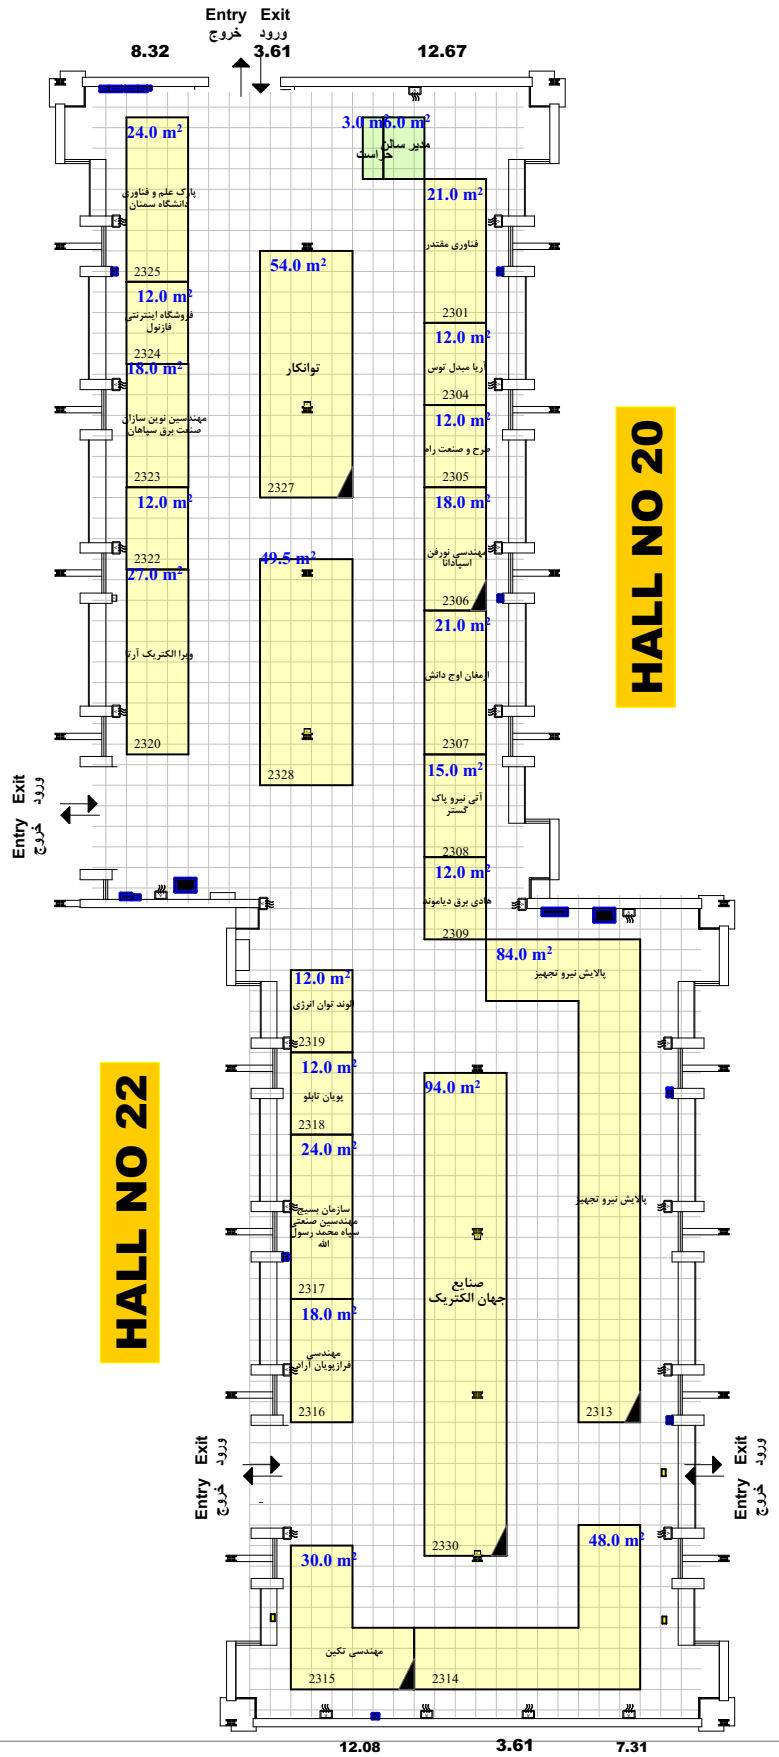 Entry Exit
خروج ورود
8.32 3.61 12.67
24.0 m²
پارک علم و فناوری
دانشگاه سمنان
2325
12.0 m²
فروشگاه اینترنتی
فازنول
2324
18.0 m²
مهندسین نوین سازان
صنعت برق سپاهان
2323
12.0 m²
2322
27.0 m²
ویرا الکتریک آرتا
2320
54.0 m²
توانکار
2327
49.5 m²
2328
3.0 m²
حراست
6.0 m²
مدیر سالن
21.0 m²
فناوری مقتدر
2301
12.0 m²
آریا مبدل توس
2304
12.0 m²
طرح و صنعت راه
2305
18.0 m²
مهندسی نورفن
اسپادانا
2306
21.0 m²
ارمغان اوج دانش
2307
15.0 m²
آتی نیرو پاک
گستر
2308
12.0 m²
هادی برق دیاموند
2309
HALL NO 20
Entry Exit
خروج ورود
84.0 m²
پالایش نیرو تجهیز
پالایش نیرو تجهیز
2313
12.0 m²
الوند توان انرژی
2319
12.0 m²
پویان تابلو
2318
24.0 m²
سازمان بسیج
مهندسین صنعتی
سپاه محمد رسول
الله
2317
18.0 m²
مهندسی
فرازپویان آراد
2316
94.0 m²
صنایع
جهان الکتریک
2330
HALL NO 22
Entry Exit
خروج ورود
Entry Exit
خروج ورود
30.0 m²
مهندسی تکین
2315
48.0 m²
2314
12.08 3.61 7.31